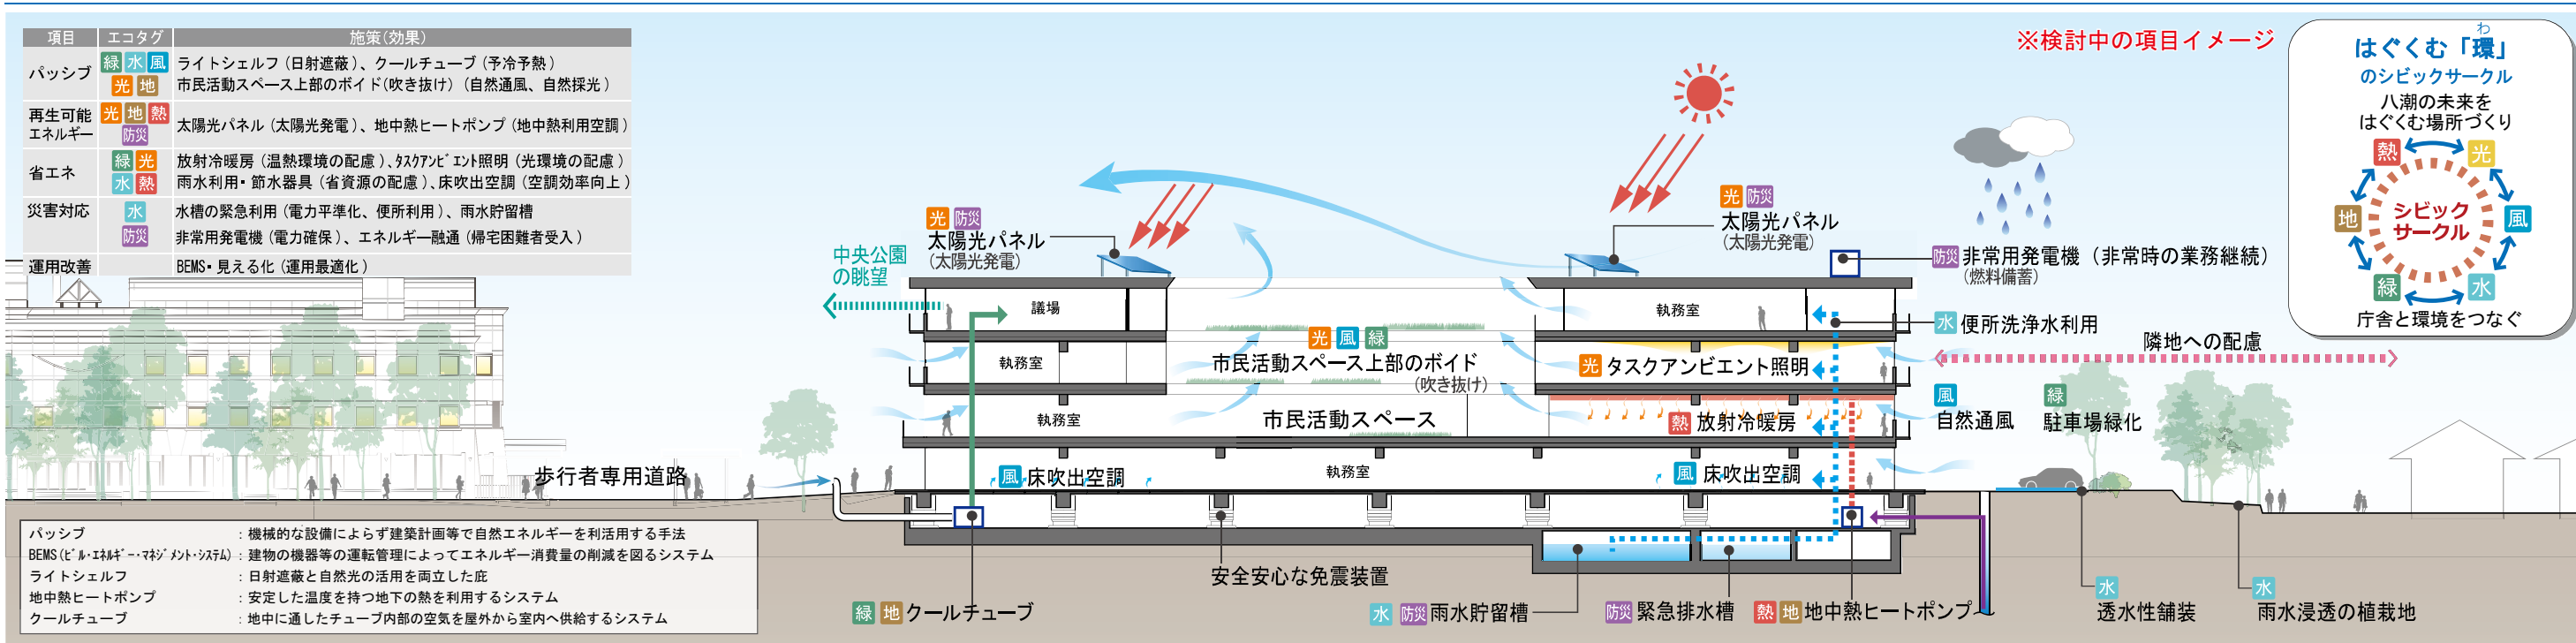 項目 エコタグ 施策(効果)
パッシブ 緑 水 風 ライトシェルフ(日射遮蔽)、クールチューブ(予冷予熱)
光 地 市民活動スペース上部のボイド(吹き抜け)(自然通風、自然採光)
再生可能エネルギー 光 地 熱 防災 太陽光パネル(太陽光発電)、地中熱ヒートポンプ(地中熱利用空調)
省エネ 緑 光 放射冷暖房(温熱環境の配慮)、タスクアンビエント照明(光環境の配慮)
水 熱 雨水利用・節水器具(省資源の配慮)、床吹出空調(空調効率向上)
災害対応 水 水槽の緊急利用(電力平準化、便所利用)、雨水貯留槽
防災 非常用発電機(電力確保)、エネルギー融通(帰宅困難者受入)
運用改善 BEMS・見える化(運用最適化)
※検討中の項目イメージ
わ
はぐくむ「環」
のシビックサークル
八潮の未来を
はぐくむ場所づくり
熱 光
地 シビックサークル 風
緑 水
庁舎と環境をつなぐ
中央公園
の眺望
光 防災
太陽光パネル
(太陽光発電)
光 防災
太陽光パネル
(太陽光発電)
防災 非常用発電機(非常時の業務継続)
(燃料備蓄)
議場
執務室
水 便所洗浄水利用
隣地への配慮
執務室
光 風 緑
市民活動スペース上部のボイド
(吹き抜け)
光 タスクアンビエント照明
執務室
市民活動スペース
熱 放射冷暖房
風
自然通風
緑
駐車場緑化
歩行者専用道路
風 床吹出空調
執務室
風 床吹出空調
安全安心な免震装置
緑 地 クールチューブ
水 防災 雨水貯留槽
防災 緊急排水槽
熱 地 地中熱ヒートポンプ
水
透水性舗装
水
雨水浸透の植栽地
パッシブ :機械的な設備によらず建築計画等で自然エネルギーを利活用する手法
BEMS(ビル・エネルギー・マネジメント・システム) :建物の機器等の運転管理によってエネルギー消費量の削減を図るシステム
ライトシェルフ :日射遮蔽と自然光の活用を両立した庇
地中熱ヒートポンプ :安定した温度を持つ地下の熱を利用するシステム
クールチューブ :地中に通したチューブ内部の空気を屋外から室内へ供給するシステム